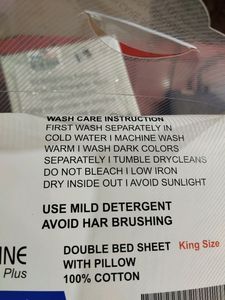 WASH CARE INSTRUCTION
FIRST WASH SEPARATELY IN
COLD WATER I MACHINE WASH
WARM I WASH DARK COLORS
SEPARATELY I TUMBLE DRYCLEANS
DO NOT BLEACH I LOW IRON
DRY INSIDE OUT I AVOID SUNLIGHT
USE MILD DETERGENT
AVOID HAR BRUSHING
INE
Plus
DOUBLE BED SHEET King Size
WITH PILLOW
100% COTTON